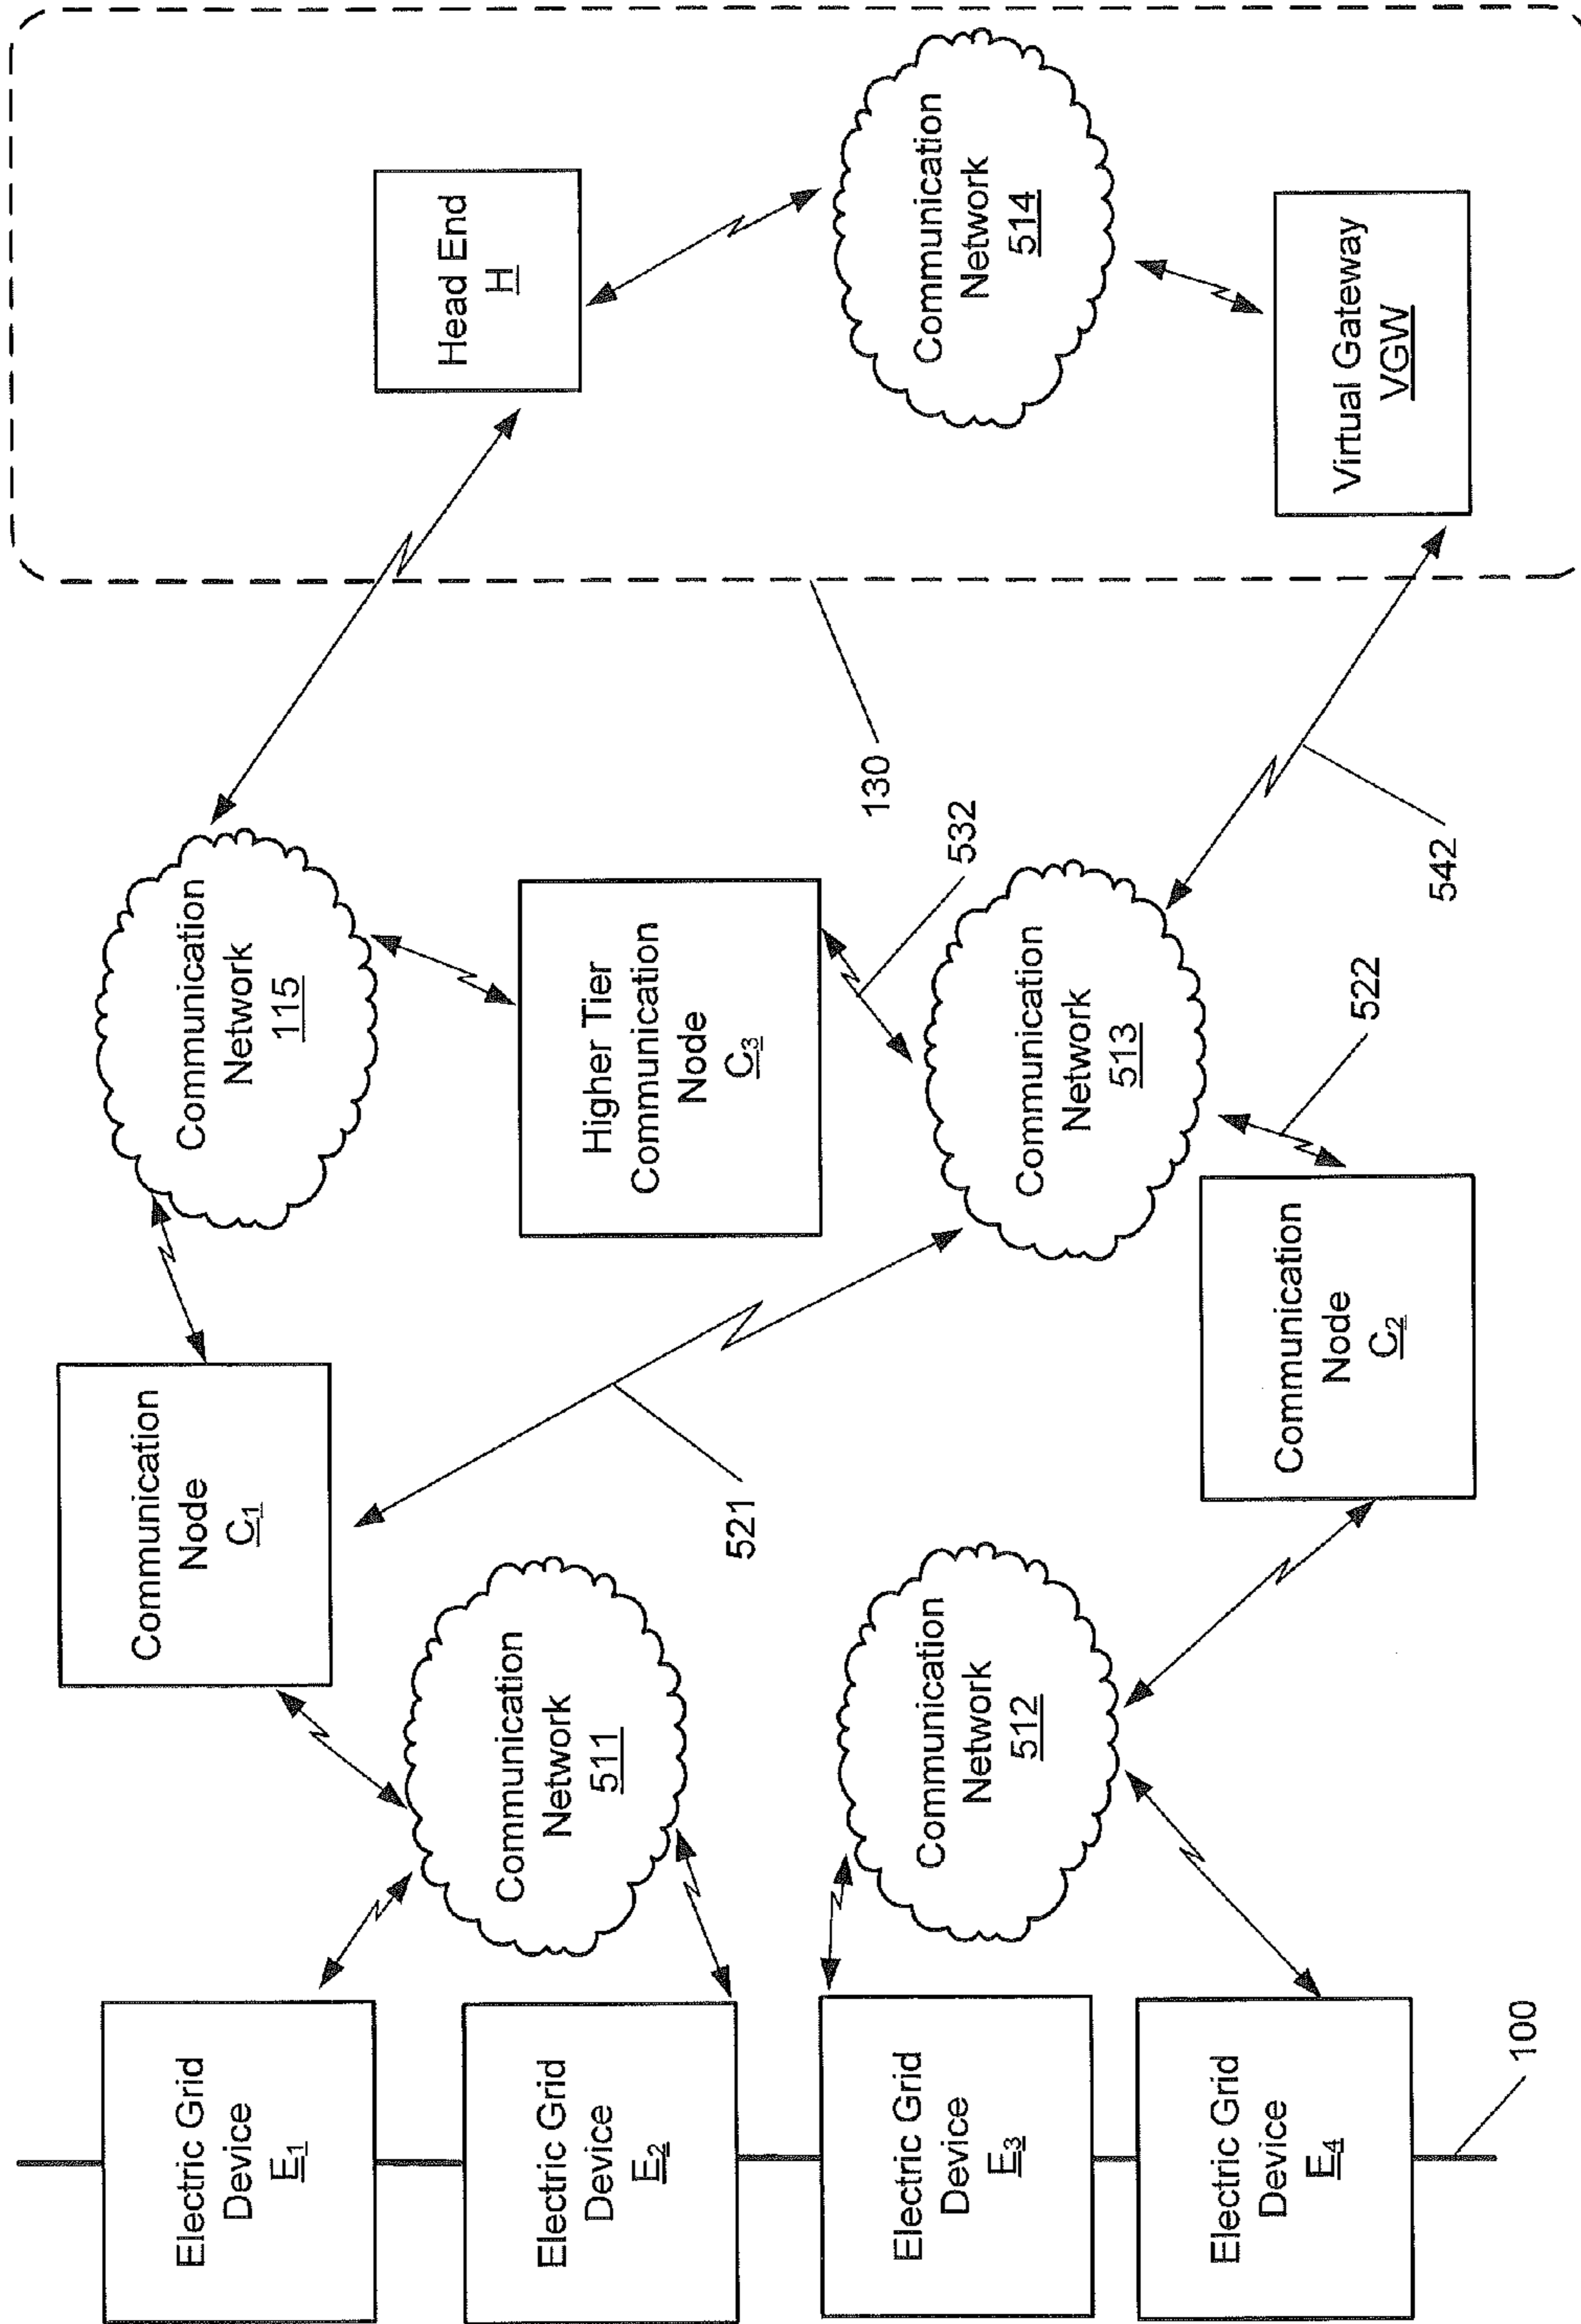 Electric Grid
Device
E1
Electric Grid
Device
E2
Electric Grid
Device
E3
Electric Grid
Device
E4
100
Communication
Network
511
Communication
Network
512
Communication
Node
C1
521
Communication
Node
C2
522
Communication
Network
115
Higher Tier
Communication
Node
C3
532
Communication
Network
513
130
542
Head End
H
Communication
Network
514
Virtual Gateway
VGW